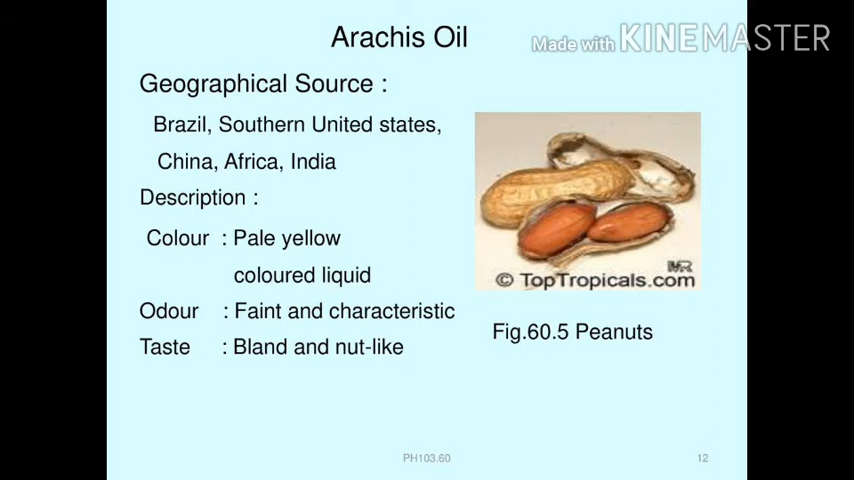 Arachis Oil
Made with KINEMASTER
Geographical Source :
Brazil, Southern United states,
China, Africa, India
Description :
Colour : Pale yellow
coloured liquid
Odour : Faint and characteristic
Taste : Bland and nut-like
MR
© TopTropicals.com
Fig.60.5 Peanuts
PH103.60
12